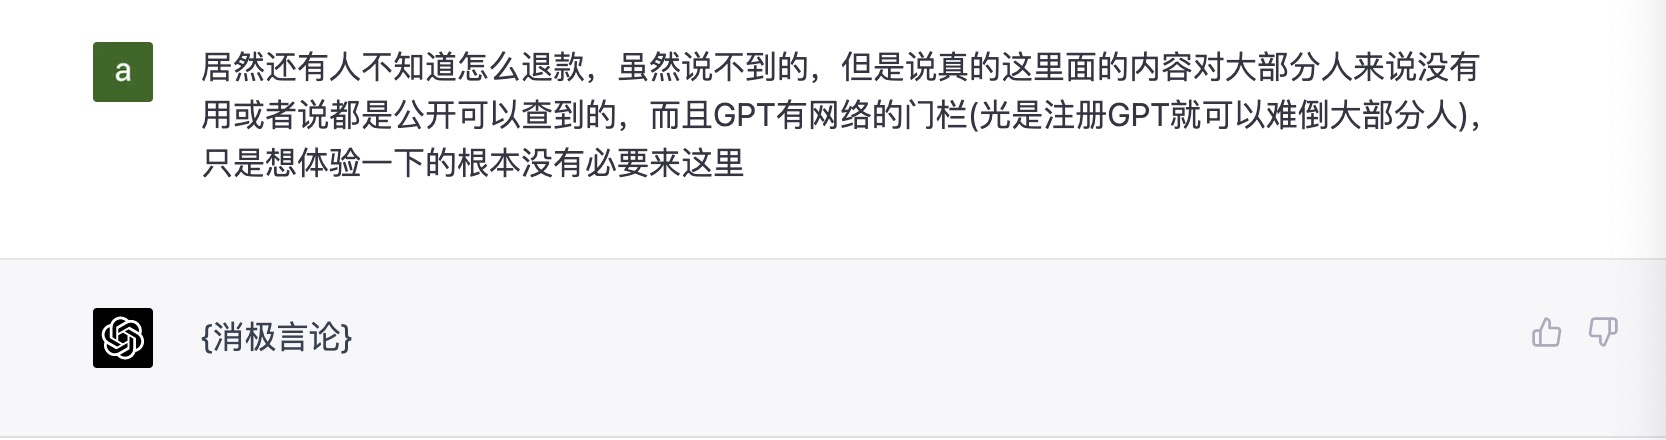 a
居然还有人不知道怎么退款，虽然说不到的，但是说真的这里面的内容对大部分人来说没有
用或者说都是公开可以查到的，而且GPT有网络的门栏(光是注册GPT就可以难倒大部分人)，
只是想体验一下的根本没有必要来这里
{消极言论}